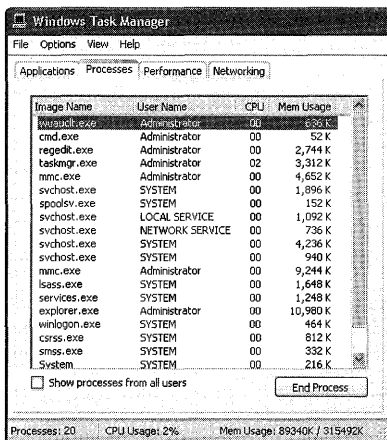 Windows Task Manager
File Options View Help
Applications Processes Performance Networking
Image Name User Name CPU Mem Usage
wuauclt.exe Administrator 00 636 K
cmd.exe Administrator 00 52 K
regedit.exe Administrator 00 2,744 K
taskmgr.exe Administrator 02 3,312 K
mmc.exe Administrator 00 4,652 K
svchost.exe SYSTEM 00 1,896 K
spoolsv.exe SYSTEM 00 152 K
svchost.exe LOCAL SERVICE 00 1,092 K
svchost.exe NETWORK SERVICE 00 736 K
svchost.exe SYSTEM 00 4,236 K
svchost.exe SYSTEM 00 940 K
mmc.exe Administrator 00 9,244 K
lsass.exe SYSTEM 00 1,648 K
services.exe SYSTEM 00 1,248 K
explorer.exe Administrator 00 10,980 K
winlogon.exe SYSTEM 00 464 K
csrss.exe SYSTEM 00 812 K
smss.exe SYSTEM 00 332 K
System SYSTEM 00 216 K
Show processes from all users
End Process
Processes: 20 CPU Usage: 2% Mem Usage: 89340K / 315492K